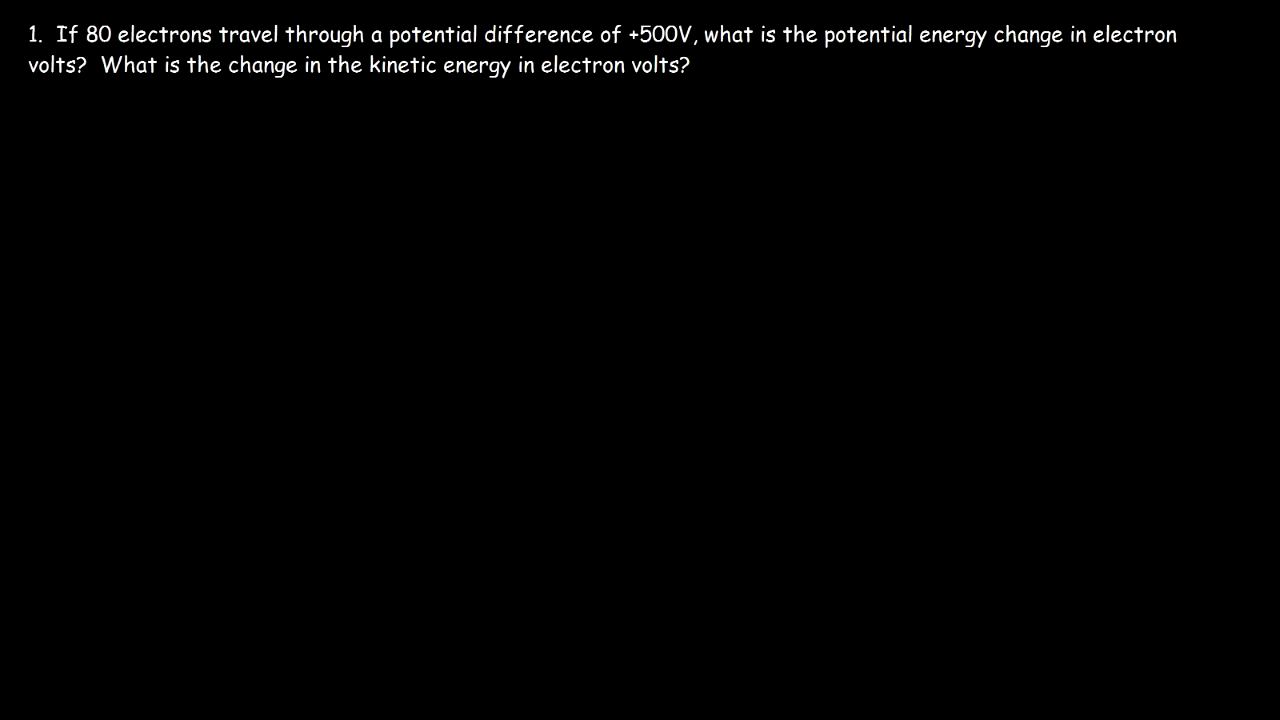 1.  If 80 electrons travel through a potential difference of +500V, what is the potential energy change in electron
volts?  What is the change in the kinetic energy in electron volts?